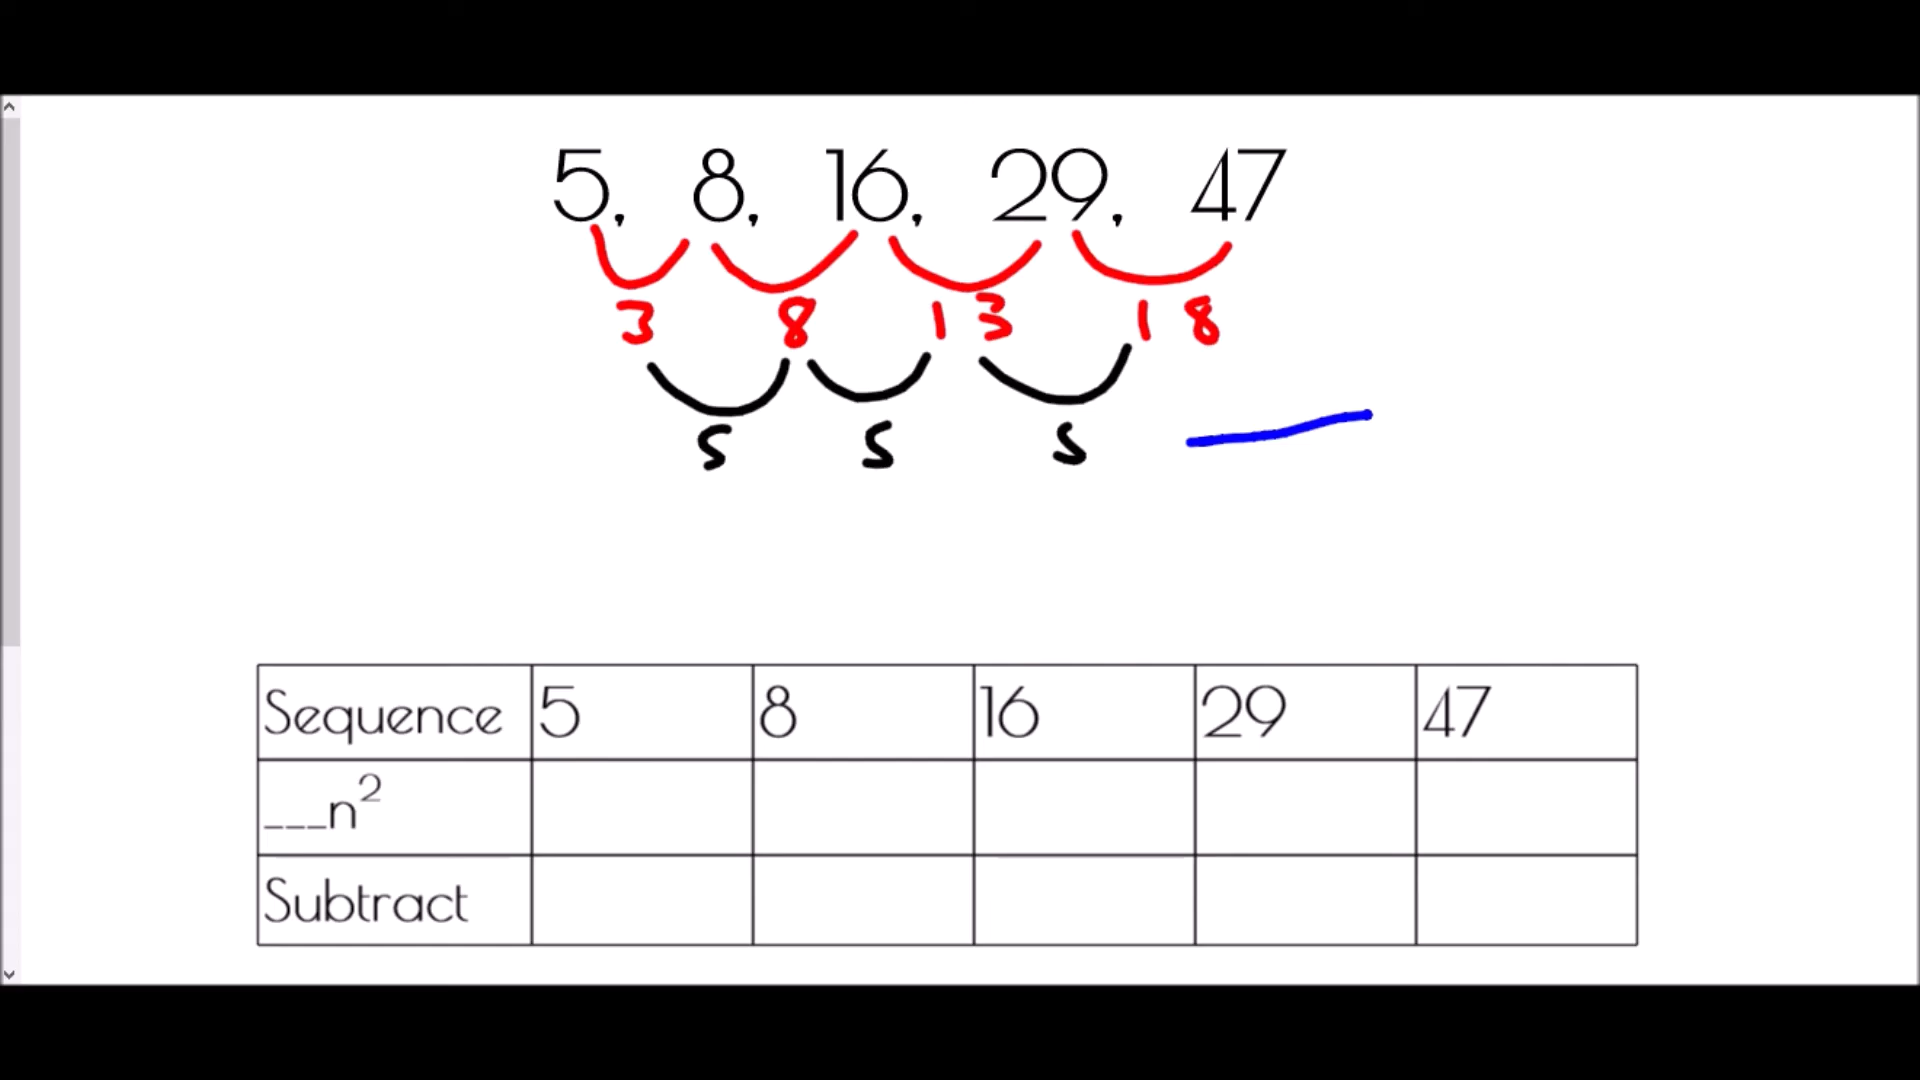 5, 8, 16, 29, 47
3 8 13 18
5 5 5
Sequence 5 8 16 29 47
___n²
Subtract